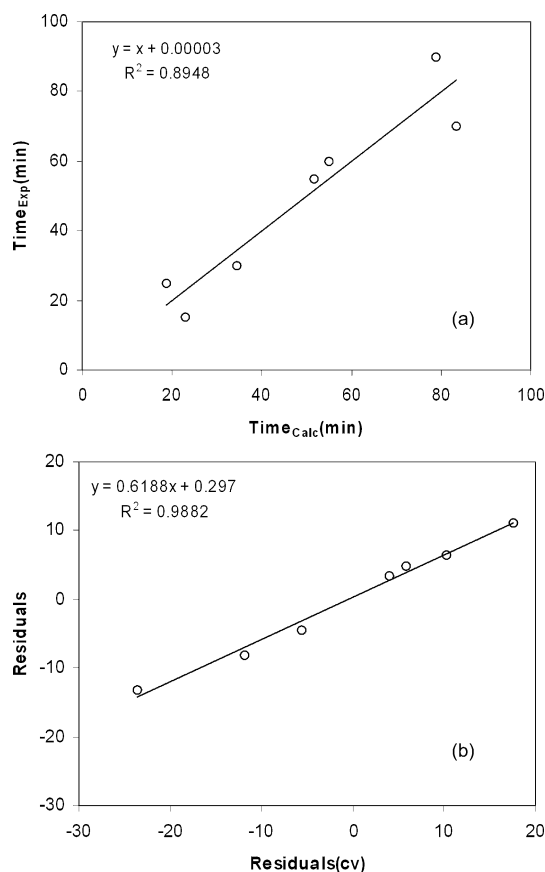 100
y = x + 0.00003
R² = 0.8948
80
60
40
20
0
Time_Exp(min)
(a)
0 20 40 60 80 100
Time_Calc(min)
20
y = 0.6188x + 0.297
R² = 0.9882
10
0
-10
-20
-30
Residuals
(b)
-30 -20 -10 0 10 20
Residuals(cv)